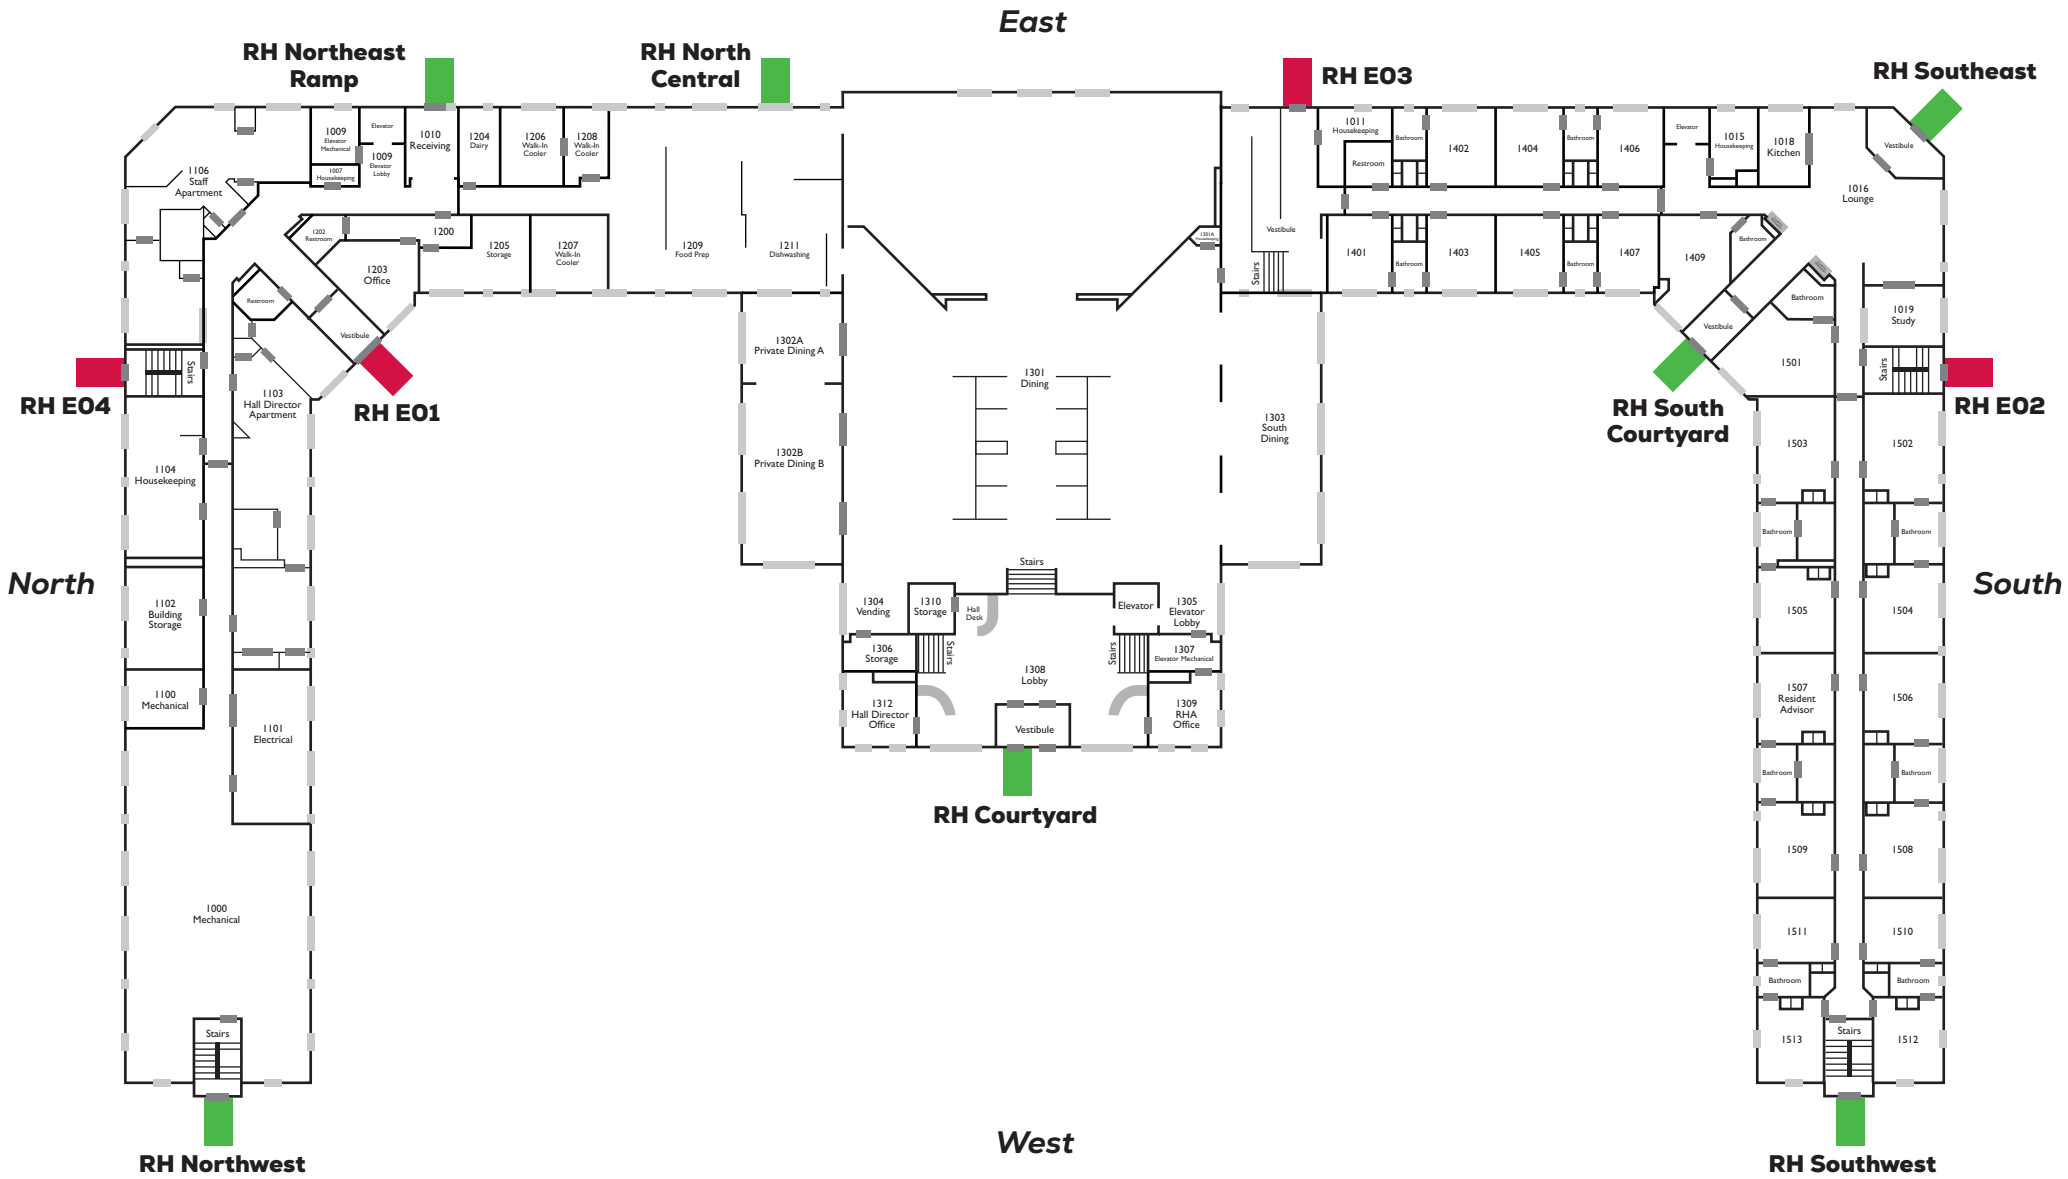 East
RH Northeast
Ramp
RH North
Central
RH E03
RH Southeast
1106
Staff
Apartment
1009
Elevator
Mechanical
1007
Housekeeping
Elevator
1009
Elevator
Lobby
1010
Receiving
1204
Dairy
1206
Walk-In
Cooler
1208
Walk-In
Cooler
1202
Restroom
1200
1203
Office
1205
Storage
1207
Walk-In
Cooler
1209
Food Prep
1211
Dishwashing
Restroom
Vestibule
1301A
Housekeeping
Vestibule
Stairs
1011
Housekeeping
Restroom
Bathroom
1402
1404
Bathroom
1406
Elevator
1015
Housekeeping
1018
Kitchen
Vestibule
1016
Lounge
1401
Bathroom
1403
1405
Bathroom
1407
1409
Bathroom
Bathroom
Vestibule
1019
Study
Stairs
1501
RH E04
Stairs
RH E01
1103
Hall Director
Apartment
1302A
Private Dining A
1302B
Private Dining B
1301
Dining
1303
South
Dining
RH South
Courtyard
RH E02
1104
Housekeeping
1503
1502
Bathroom
Bathroom
North
South
1102
Building
Storage
1100
Mechanical
1101
Electrical
Stairs
1304
Vending
1310
Storage
Hall
Desk
Elevator
1305
Elevator
Lobby
1306
Storage
Stairs
Stairs
1307
Elevator Mechanical
1308
Lobby
1312
Hall Director
Office
Vestibule
1309
RHA
Office
RH Courtyard
1505
1504
1507
Resident
Advisor
1506
Bathroom
Bathroom
1509
1508
1511
1510
Bathroom
Bathroom
1513
Stairs
1512
1000
Mechanical
Stairs
RH Northwest
West
RH Southwest